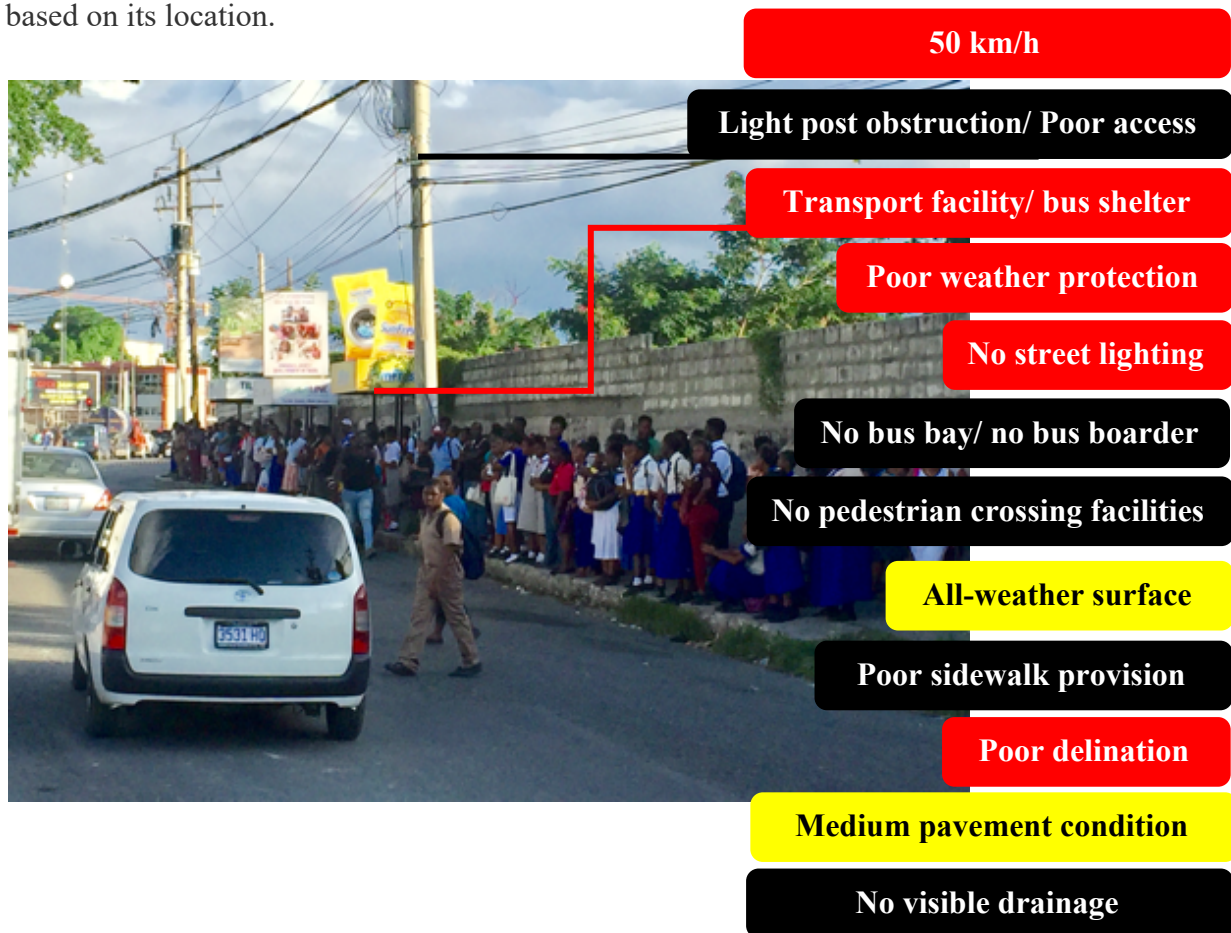 based on its location.
50 km/h
Light post obstruction/ Poor access
Transport facility/ bus shelter
Poor weather protection
No street lighting
No bus bay/ no bus boarder
No pedestrian crossing facilities
All-weather surface
Poor sidewalk provision
Poor delination
Medium pavement condition
No visible drainage
3531 HQ